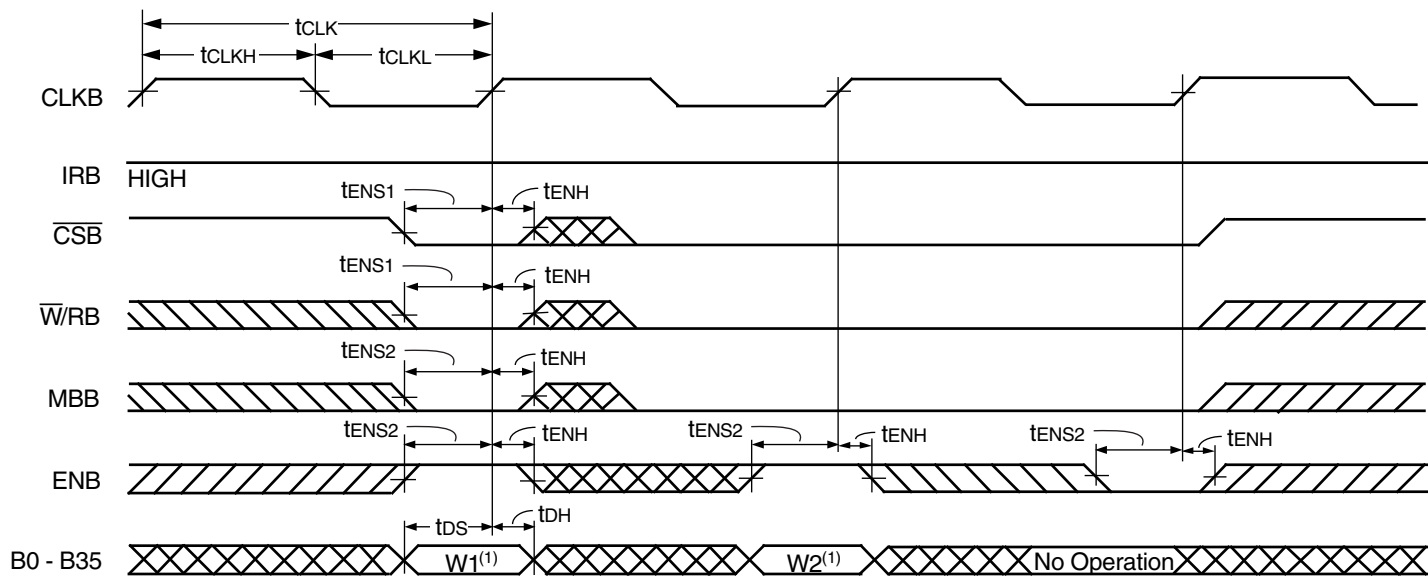 tCLK
tCLKH tCLKL
CLKB
IRB HIGH
tENS1 tENH
CSB
tENS1 tENH
W/RB
tENS2 tENH
MBB
tENS2 tENH tENS2 tENH tENS2 tENH
ENB
tDS tDH
B0 - B35 W1(1) W2(1) No Operation